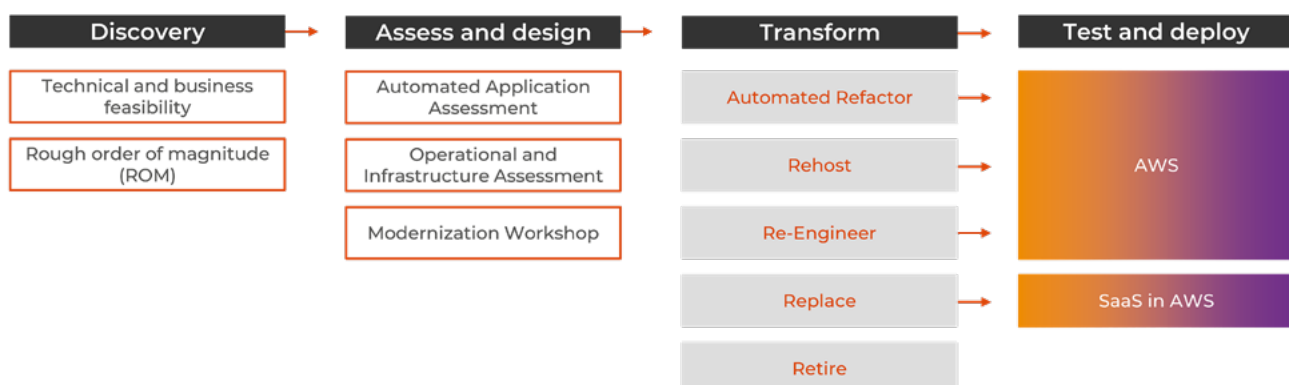 Discovery
Assess and design
Transform
Test and deploy
Technical and business
feasibility
Rough order of magnitude
(ROM)
Automated Application
Assessment
Operational and
Infrastructure Assessment
Modernization Workshop
Automated Refactor
Rehost
Re-Engineer
Replace
Retire
AWS
SaaS in AWS